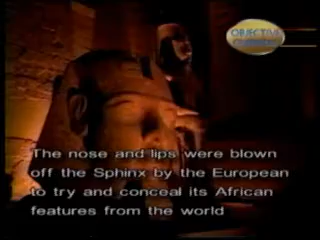 OBJECTIVE
The nose and lips were blown
off the Sphinx by the European
to try and conceal its African
features from the world